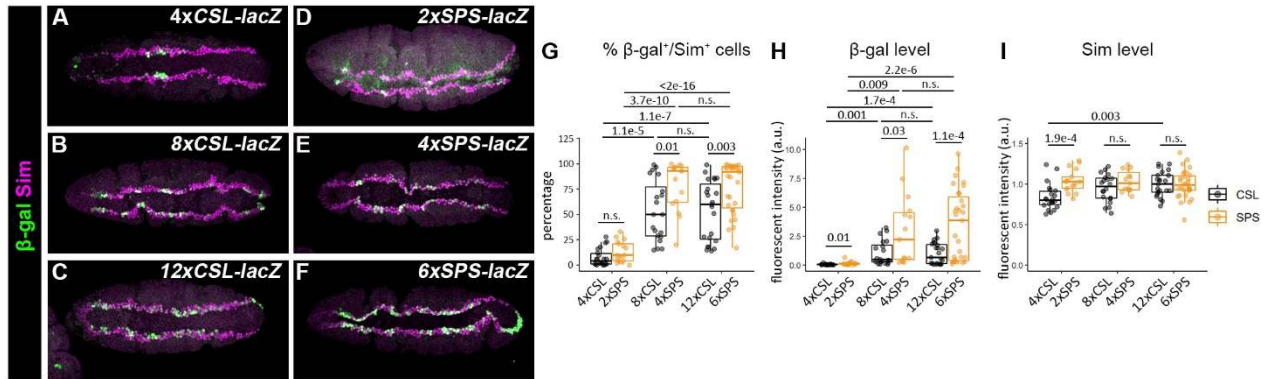 β-gal Sim
A 4xCSL-lacZ
D 2xSPS-lacZ
B 8xCSL-lacZ
E 4xSPS-lacZ
C 12xCSL-lacZ
F 6xSPS-lacZ
G % β-gal⁺/Sim⁺ cells
<2e-16
3.7e-10 n.s.
1.1e-7
1.1e-5 n.s.
0.01 0.003
n.s.
percentage
125
100
75
50
25
0
4xCSL
2xSPS
8xCSL
4xSPS
12xCSL
6xSPS
H β-gal level
2.2e-6
0.009 n.s.
1.7e-4
0.001 n.s.
0.03 1.1e-4
0.01
fluorescent intensity (a.u.)
10.0
7.5
5.0
2.5
0.0
4xCSL
2xSPS
8xCSL
4xSPS
12xCSL
6xSPS
I Sim level
0.003
1.9e-4 n.s. n.s.
fluorescent intensity (a.u.)
1.5
1.0
0.5
0.0
4xCSL
2xSPS
8xCSL
4xSPS
12xCSL
6xSPS
CSL
SPS